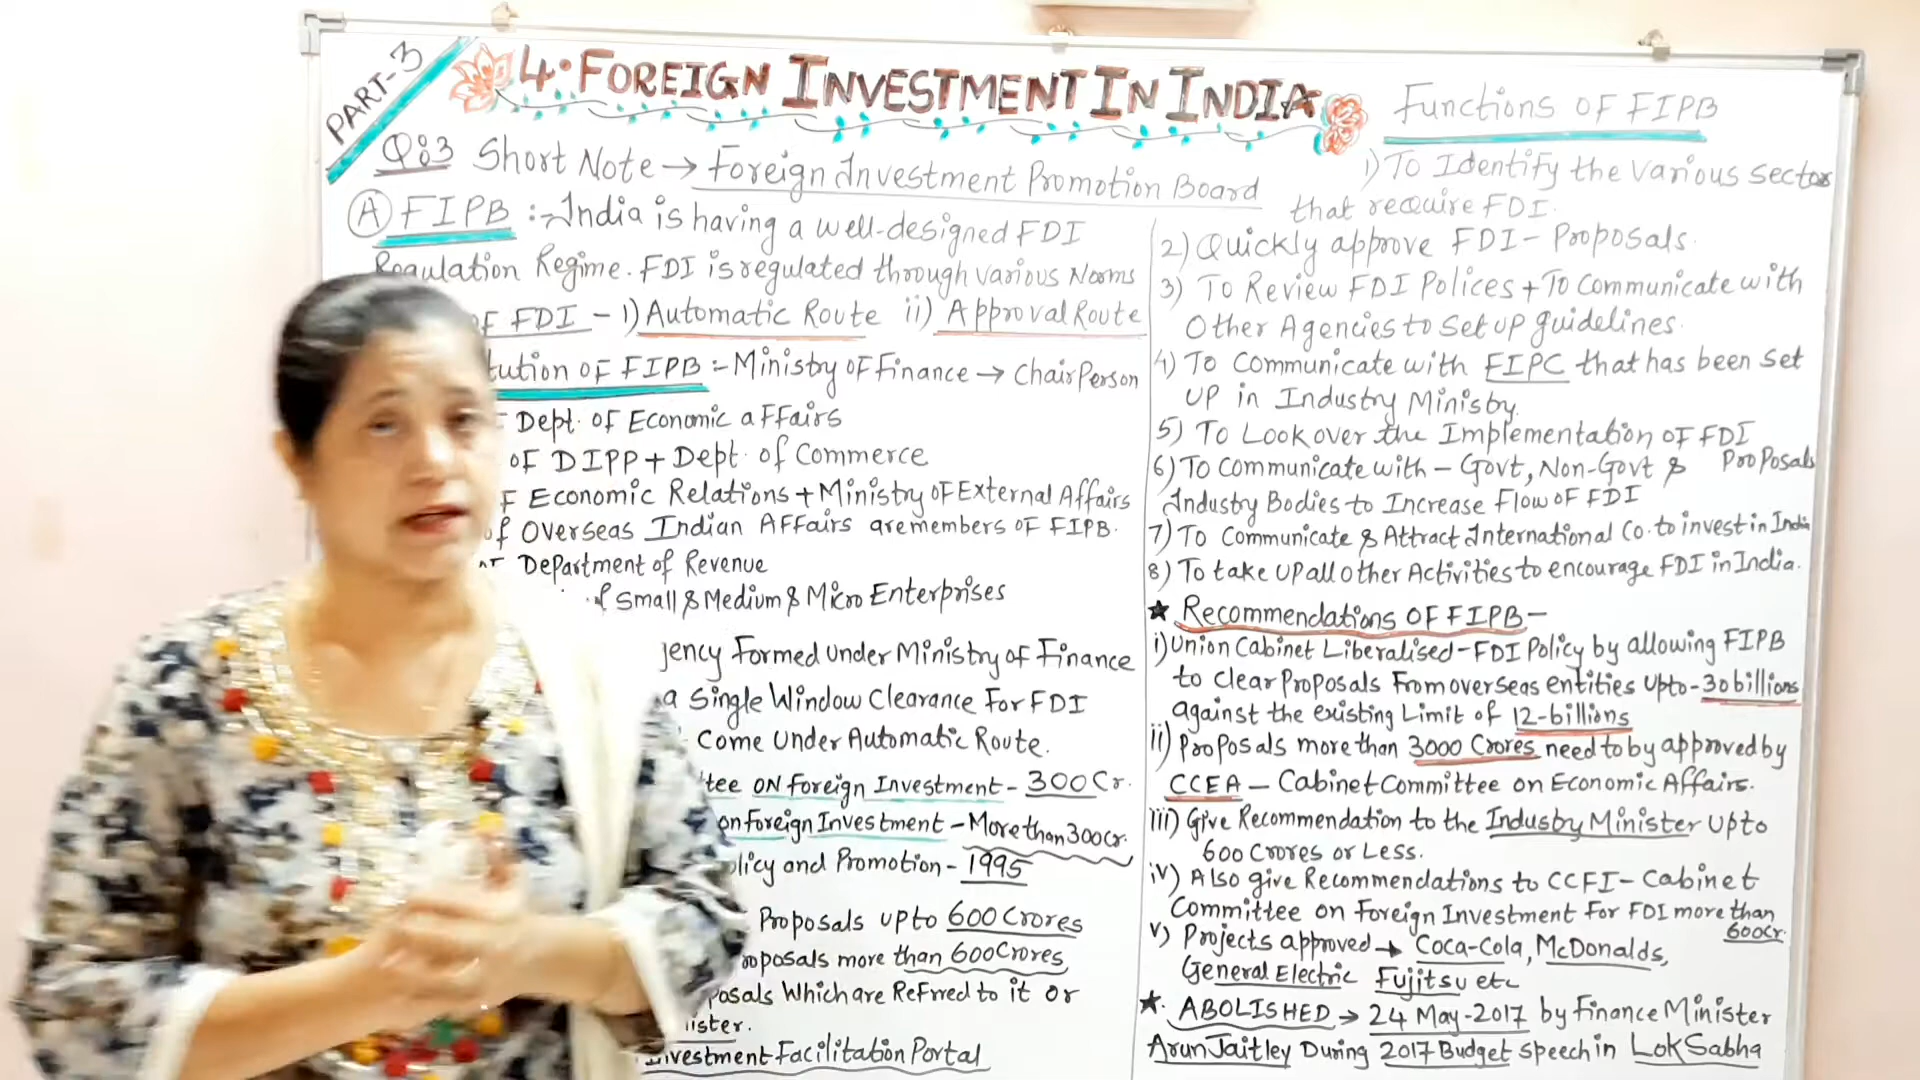 PART-3
4. FOREIGN INVESTMENT IN INDIA
Q:3 Short Note → Foreign Investment Promotion Board
(A) FIPB :- India is having a well-designed FDI
Regulation Regime. FDI is regulated through various Norms
OF FDI - i) Automatic Route ii) Approval Route
tution OF FIPB :- Ministry of Finance → ChairPerson
Dept. of Economic affairs
OF DIPP + Dept. of Commerce
Economic Relations + Ministry OF External Affairs
of Overseas Indian Affairs are members OF FIPB.
Department of Revenue
of Small & Medium & Micro Enterprises
gency Formed under Ministry of Finance
a Single Window Clearance For FDI
Come Under Automatic Route.
tee ON Foreign Investment - 300 Cr.
on Foreign Investment - More than 300 Cr.
olicy and Promotion - 1995
Proposals upto 600 Crores
roposals more than 600 Crores
posals Which are Refrred to it or
ister.
Investment Facilitation Portal
Functions OF FIPB
1) To Identify the various sector
that require FDI.
2) Quickly approve FDI - Proposals.
3) To Review FDI Polices + To Communicate with
Other Agencies to Set up guidelines.
4) To Communicate with FIPC that has been set
UP in Industry Ministry.
5) To Look over the Implementation OF FDI
Proposals
6) To Communicate with - Govt, Non-Govt &
Industry Bodies to Increase Flow of FDI
7) To Communicate & Attract International Co. to invest in India
8) To take up all other Activities to encourage FDI in India.
★ Recommendations OF FIPB -
i) Union Cabinet Liberalised - FDI Policy by allowing FIPB
to clear Proposals From overseas entities upto - 30 billions
against the existing Limit of 12-billions
ii) Proposals more than 3000 Crores need to by approved by
CCEA - Cabinet Committee on Economic Affairs.
iii) Give Recommendation to the Industry Minister upto
600 Crores or Less.
iv) Also give Recommendations to CCFI - Cabinet
Committee on Foreign Investment For FDI more than
600 Cr.
v) Projects approved → Coca-Cola, McDonalds,
General Electric Fujitsu etc
★. ABOLISHED → 24 May-2017 by Finance Minister
Arun Jaitley During 2017 Budget Speech in Lok Sabha